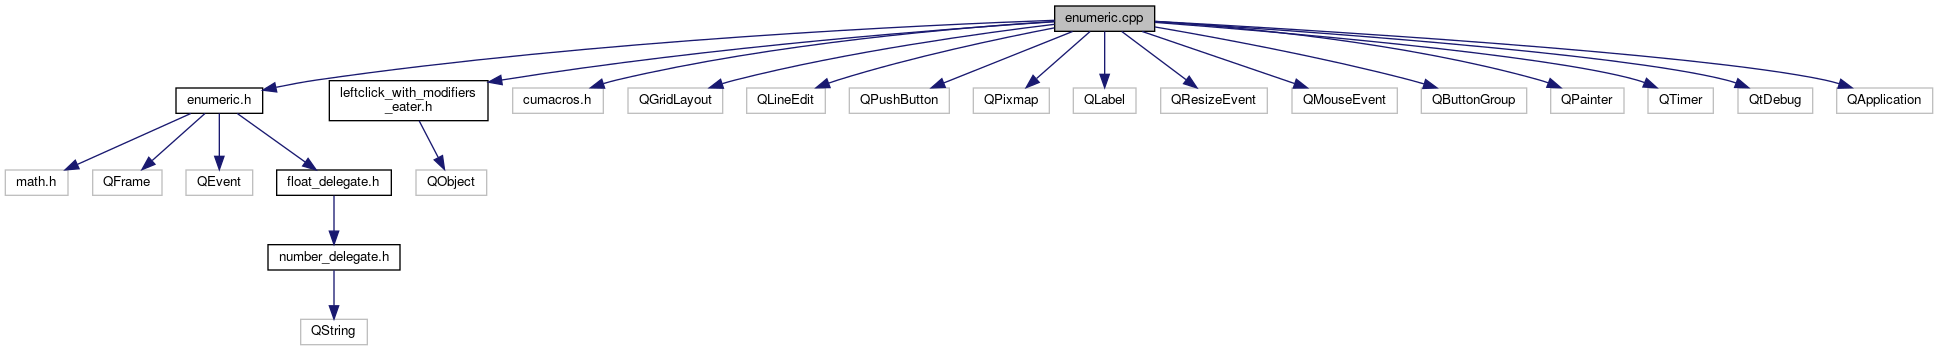 enumeric.cpp
enumeric.h
leftclick_with_modifiers
_eater.h
cumacros.h
QGridLayout
QLineEdit
QPushButton
QPixmap
QLabel
QResizeEvent
QMouseEvent
QButtonGroup
QPainter
QTimer
QtDebug
QApplication
math.h
QFrame
QEvent
float_delegate.h
QObject
number_delegate.h
QString